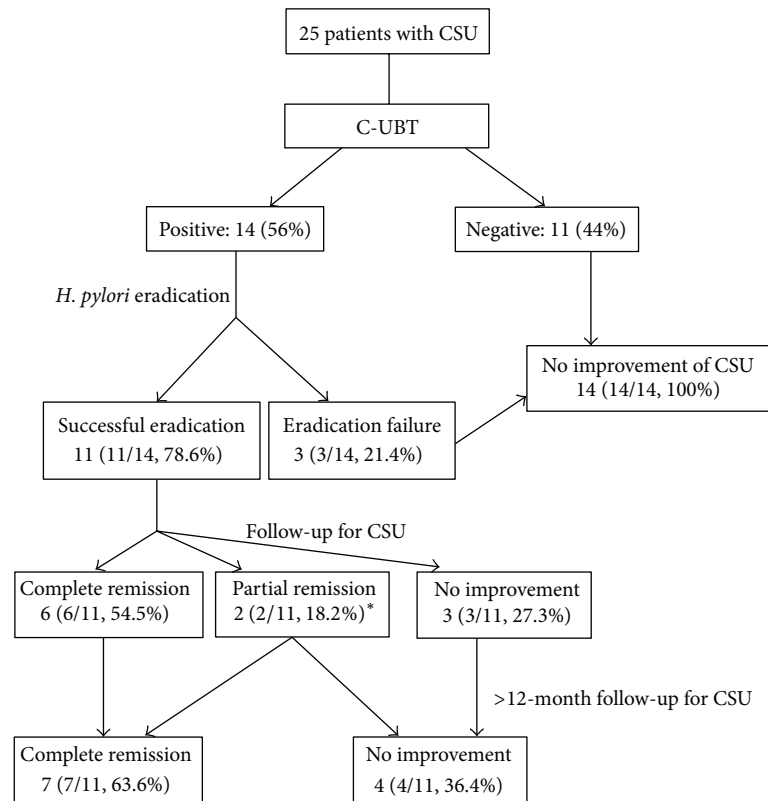 25 patients with CSU
C-UBT
Positive: 14 (56%)
Negative: 11 (44%)
H. pylori eradication
No improvement of CSU
14 (14/14, 100%)
Successful eradication
11 (11/14, 78.6%)
Eradication failure
3 (3/14, 21.4%)
Follow-up for CSU
Complete remission
6 (6/11, 54.5%)
Partial remission
2 (2/11, 18.2%)*
No improvement
3 (3/11, 27.3%)
>12-month follow-up for CSU
Complete remission
7 (7/11, 63.6%)
No improvement
4 (4/11, 36.4%)